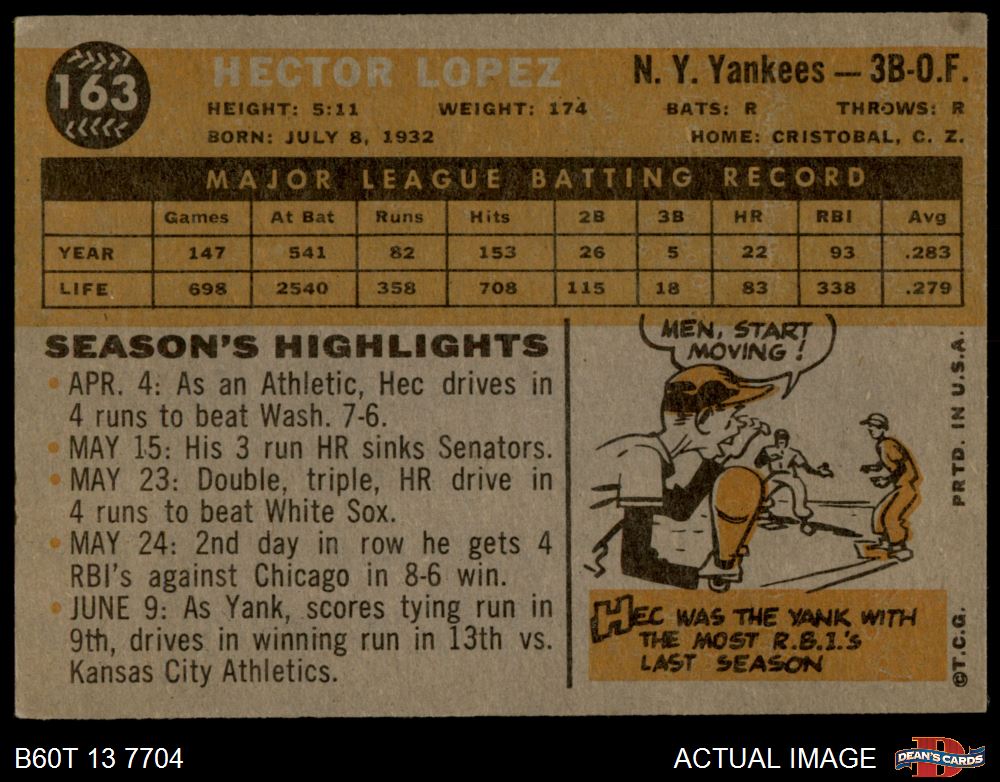 163
HECTOR LOPEZ
N. Y. Yankees — 3B-O.F.
HEIGHT: 5:11 WEIGHT: 174 BATS: R THROWS: R
BORN: JULY 8, 1932 HOME: CRISTOBAL, C. Z.
MAJOR LEAGUE BATTING RECORD
Games At Bat Runs Hits 2B 3B HR RBI Avg
YEAR 147 541 82 153 26 5 22 93 .283
LIFE 698 2540 358 708 115 18 83 338 .279
SEASON'S HIGHLIGHTS
• APR. 4: As an Athletic, Hec drives in
4 runs to beat Wash. 7-6.
• MAY 15: His 3 run HR sinks Senators.
• MAY 23: Double, triple, HR drive in
4 runs to beat White Sox.
• MAY 24: 2nd day in row he gets 4
RBI's against Chicago in 8-6 win.
• JUNE 9: As Yank, scores tying run in
9th, drives in winning run in 13th vs.
Kansas City Athletics.
MEN, START
MOVING!
HEC WAS THE YANK WITH
THE MOST R.B.I.'s
LAST SEASON
©T.C.G. PRTD. IN U.S.A.
B60T 13 7704
ACTUAL IMAGE
D
DEAN'S CARDS